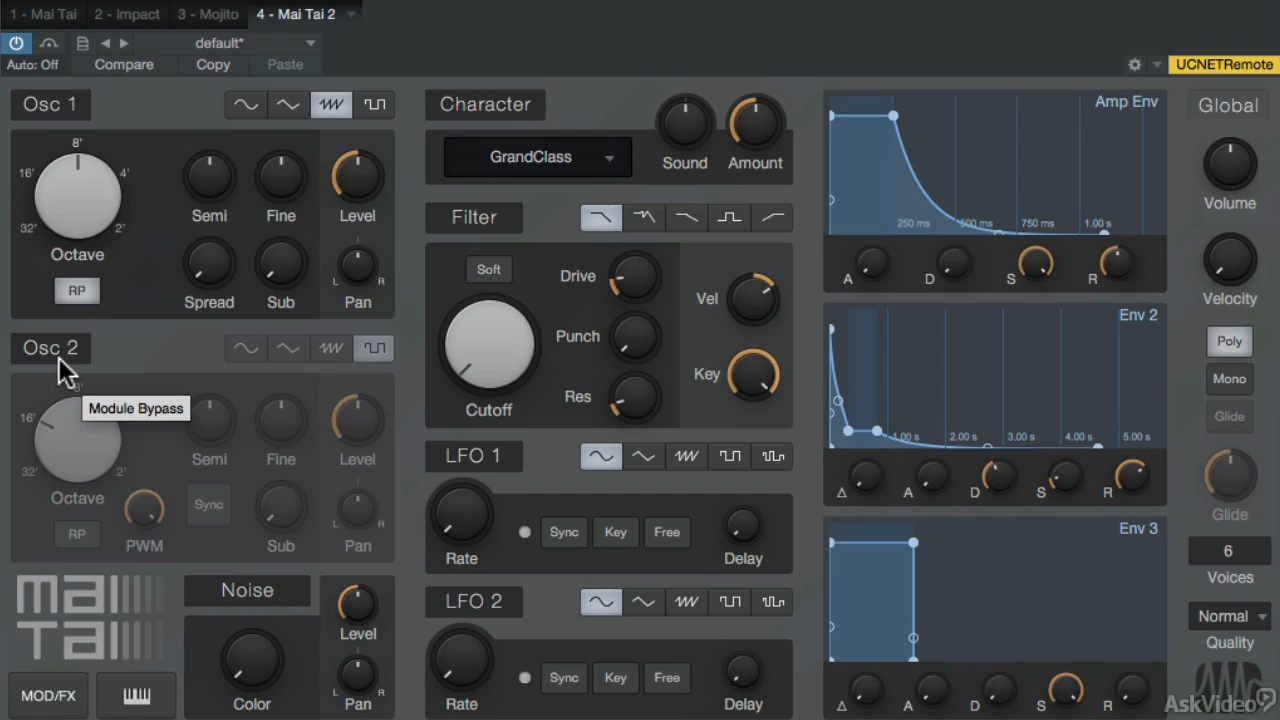 1 - Mai Tai 2 - Impact 3 - Mojito 4 - Mai Tai 2
default*
Auto: Off Compare Copy Paste UCNETRemote
Osc 1
8'
16' 4'
32' 2'
Octave
RP
Semi Fine Level
Spread Sub L R Pan
Osc 2
Module Bypass
8'
16'
32' 2'
Octave
RP PWM
Semi Fine Level
Sync Sub L R Pan
mai
tai
Noise
Level
Color L R Pan
MOD/FX
Character
GrandClass
Sound Amount
Filter
Soft
Cutoff
Drive
Punch
Res
Vel
Key
LFO 1
Rate Sync Key Free Delay
LFO 2
Rate Sync Key Free Delay
Amp Env
250 ms 500 ms 750 ms 1.00 s
A D S R
Env 2
1.00 s 2.00 s 3.00 s 4.00 s 5.00 s
Δ A D S R
Env 3
Δ A D S R
Global
Volume
Velocity
Poly
Mono
Glide
Glide
6
Voices
Normal
Quality
AskVideo